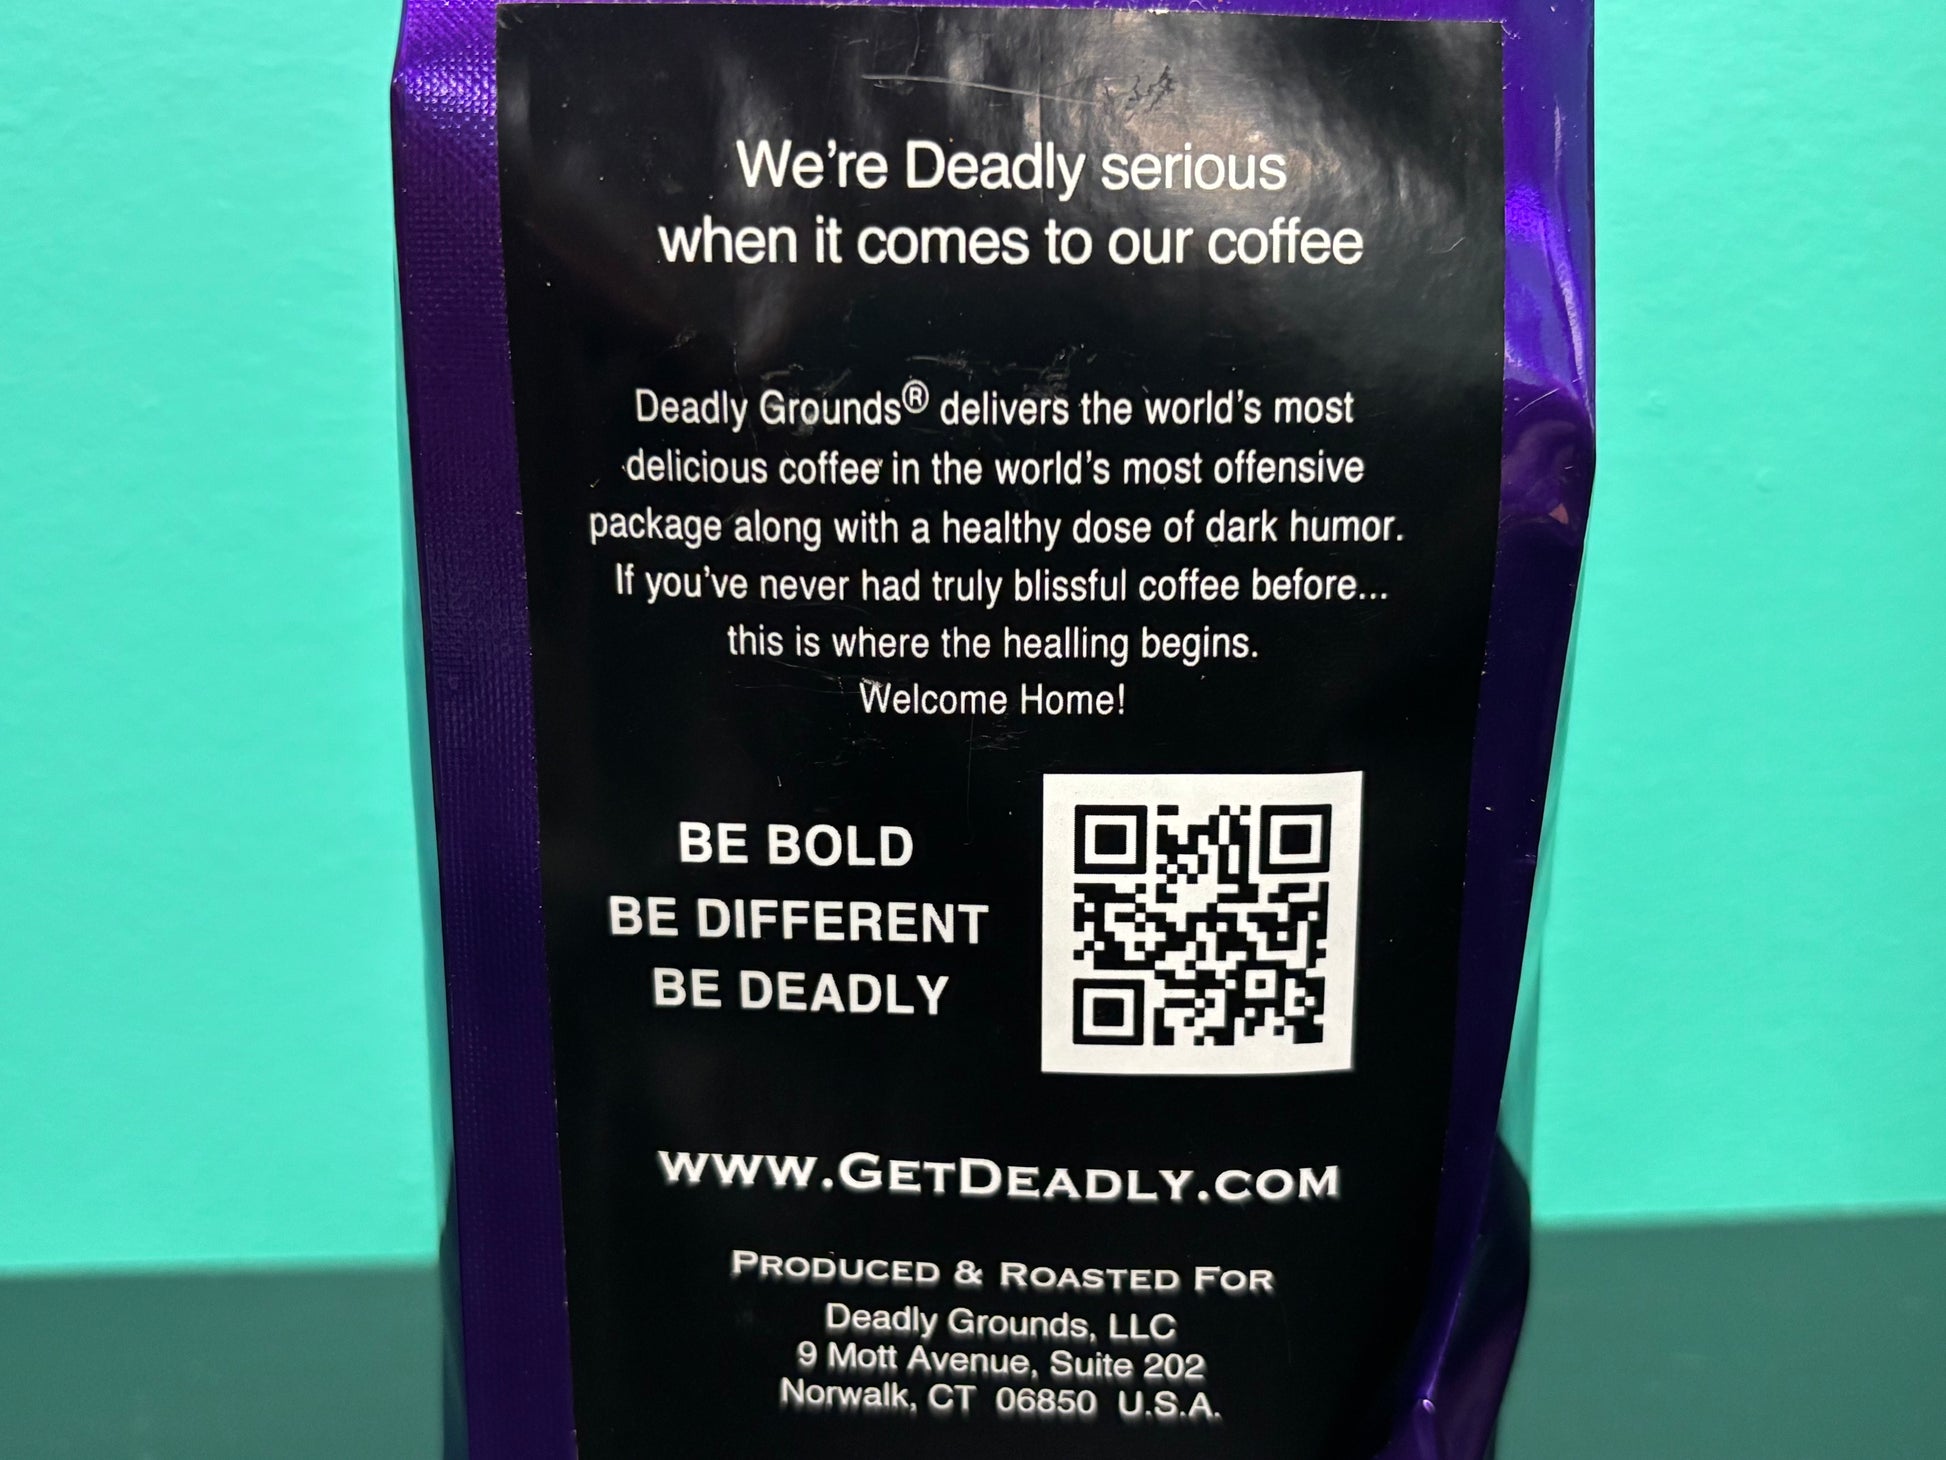 We're Deadly serious
when it comes to our coffee
Deadly Grounds® delivers the world's most
delicious coffee in the world's most offensive
package along with a healthy dose of dark humor.
If you've never had truly blissful coffee before...
this is where the healling begins.
Welcome Home!
BE BOLD
BE DIFFERENT
BE DEADLY
WWW.GETDEADLY.COM
PRODUCED & ROASTED FOR
Deadly Grounds, LLC
9 Mott Avenue, Suite 202
Norwalk, CT 06850 U.S.A.